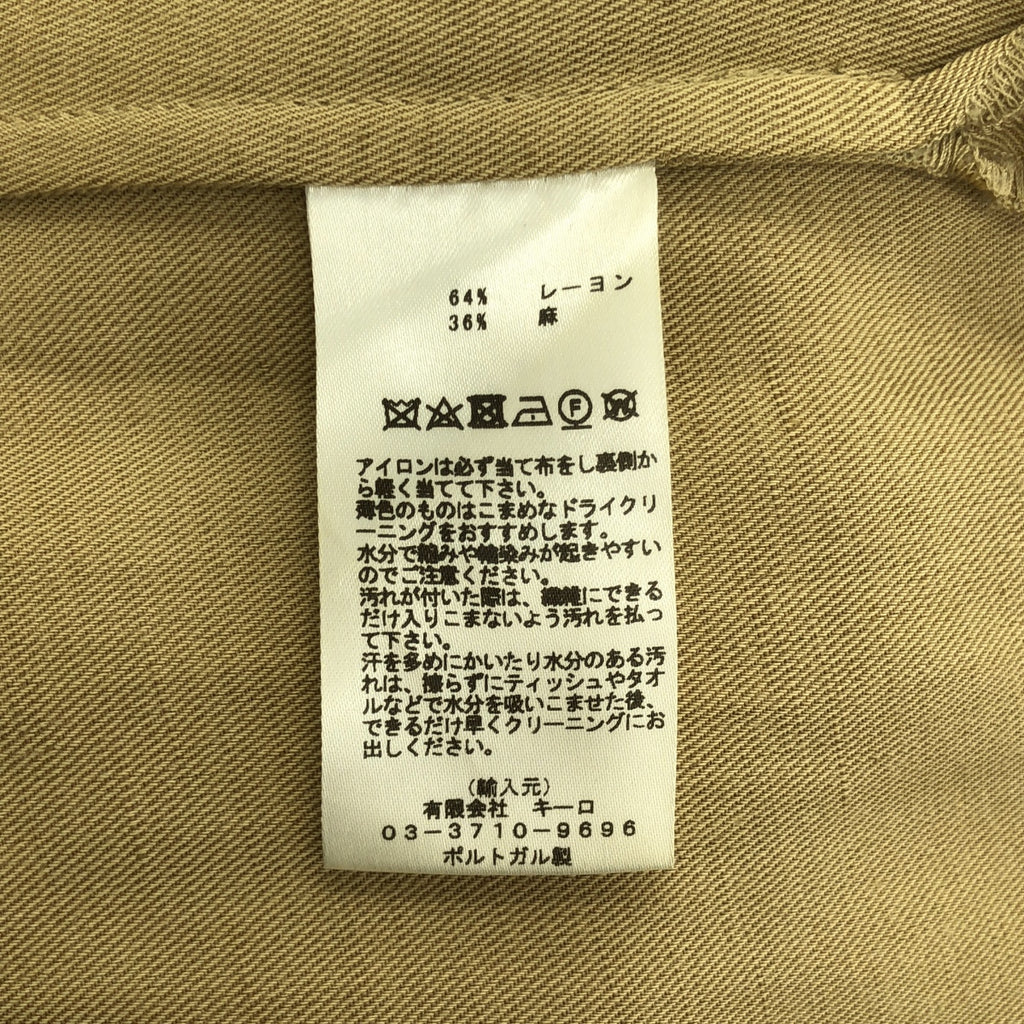 64% レーヨン
36% 麻
F W
アイロンは必ず当て布をし裏側か
ら軽く当てて下さい。
薄色のものはこまめなドライクリ
ーニングをおすすめします。
水分で縮みや輪染みが起きやすい
のでご注意ください。
汚れが付いた際は、繊維にできる
だけ入りこまないよう汚れを払っ
て下さい。
汗を多めにかいたり水分のある汚
れは、擦らずにティッシュやタオ
ルなどで水分を吸いこませた後、
できるだけ早くクリーニングにお
出しください。
(輸入元)
有限会社 キーロ
03-3710-9696
ポルトガル製